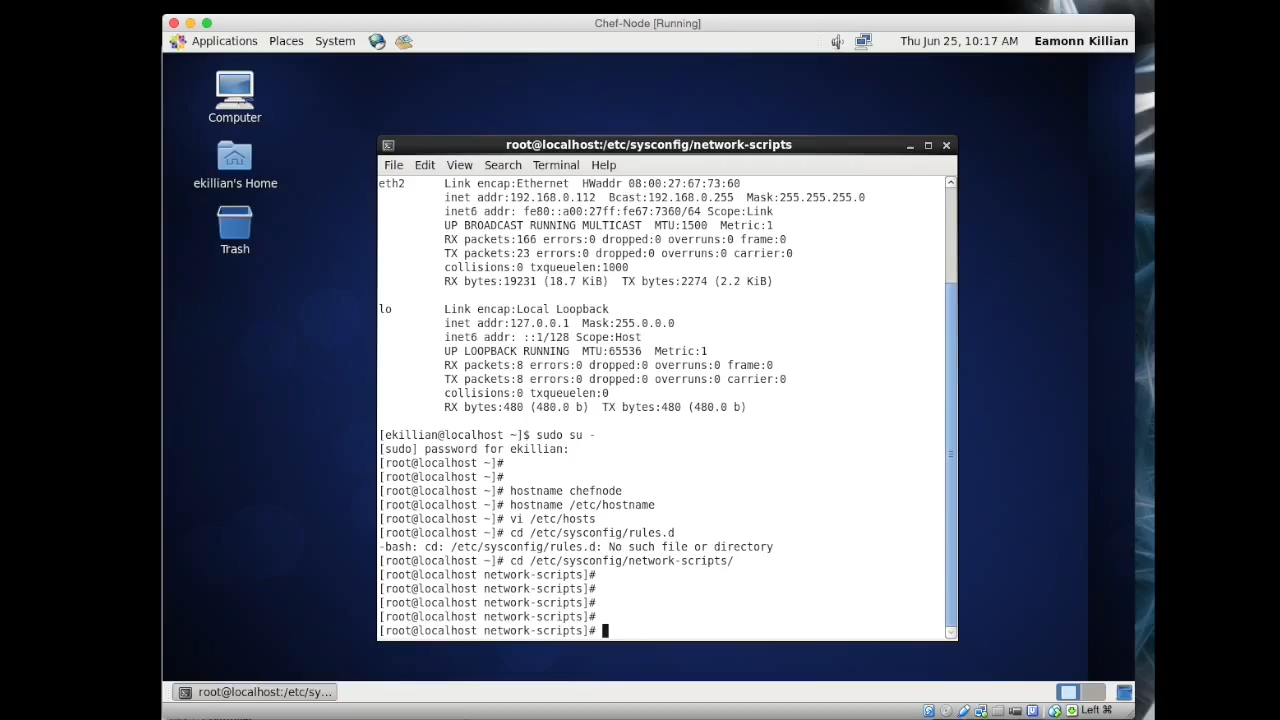 Chef-Node [Running]
Applications Places System Thu Jun 25, 10:17 AM Eamonn Killian
Computer
ekillian's Home
Trash
root@localhost:/etc/sysconfig/network-scripts
File Edit View Search Terminal Help
eth2 Link encap:Ethernet HWaddr 08:00:27:67:73:60
inet addr:192.168.0.112 Bcast:192.168.0.255 Mask:255.255.255.0
inet6 addr: fe80::a00:27ff:fe67:7360/64 Scope:Link
UP BROADCAST RUNNING MULTICAST MTU:1500 Metric:1
RX packets:166 errors:0 dropped:0 overruns:0 frame:0
TX packets:23 errors:0 dropped:0 overruns:0 carrier:0
collisions:0 txqueuelen:1000
RX bytes:19231 (18.7 KiB) TX bytes:2274 (2.2 KiB)
lo Link encap:Local Loopback
inet addr:127.0.0.1 Mask:255.0.0.0
inet6 addr: ::1/128 Scope:Host
UP LOOPBACK RUNNING MTU:65536 Metric:1
RX packets:8 errors:0 dropped:0 overruns:0 frame:0
TX packets:8 errors:0 dropped:0 overruns:0 carrier:0
collisions:0 txqueuelen:0
RX bytes:480 (480.0 b) TX bytes:480 (480.0 b)
[ekillian@localhost ~]$ sudo su -
[sudo] password for ekillian:
[root@localhost ~]#
[root@localhost ~]#
[root@localhost ~]# hostname chefnode
[root@localhost ~]# hostname /etc/hostname
[root@localhost ~]# vi /etc/hosts
[root@localhost ~]# cd /etc/sysconfig/rules.d
-bash: cd: /etc/sysconfig/rules.d: No such file or directory
[root@localhost ~]# cd /etc/sysconfig/network-scripts/
[root@localhost network-scripts]#
[root@localhost network-scripts]#
[root@localhost network-scripts]#
[root@localhost network-scripts]#
[root@localhost network-scripts]#
root@localhost:/etc/sy...
Left ⌘